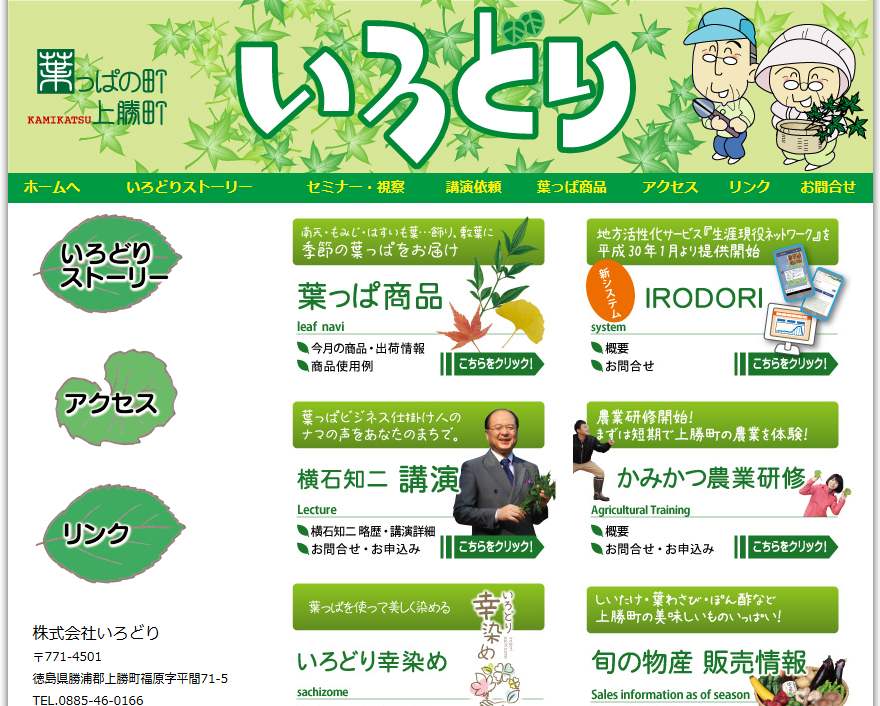 葉っぱの町
KAMIKATSU上勝町
いろどり
ホームへ いろどりストーリー セミナー・視察 講演依頼 葉っぱ商品 アクセス リンク お問合せ
いろどり
ストーリー
アクセス
リンク
株式会社いろどり
〒771-4501
徳島県勝浦郡上勝町福原字平間71-5
TEL.0885-46-0166
南天・もみじ・はすいも葉…飾り、敷葉に
季節の葉っぱをお届け
葉っぱ商品
leaf navi
今月の商品・出荷情報
商品使用例
こちらをクリック!
地方活性化サービス『生涯現役ネットワーク』を
平成30年1月より提供開始
新システム
IRODORI
system
概要
お問合せ
こちらをクリック!
葉っぱビジネス仕掛け人の
ナマの声をあなたのまちで。
横石知二 講演
Lecture
横石知二 略歴・講演詳細
お問合せ・お申込み
こちらをクリック!
農業研修開始!
まずは短期で上勝町の農業を体験!
かみかつ農業研修
Agricultural Training
概要
お問合せ・お申込み
こちらをクリック!
葉っぱを使って美しく染める
いろどり
幸染め
いろどり幸染め
sachizome
しいたけ・葉わさび・ぽん酢など
上勝町の美味しいものいっぱい!
旬の物産 販売情報
Sales information as of season